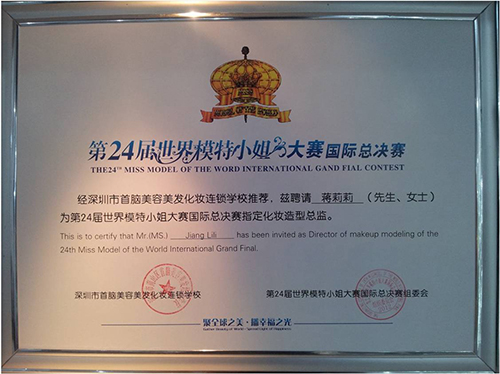 MODEL OF THE WORLD
第24届世界模特小姐大赛国际总决赛
THE24TH MISS MODEL OF THE WORD INTERNATIONAL GAND FIAL CONTEST
经深圳市首脑美容美发化妆连锁学校推荐，兹聘请 蒋莉莉 （先生、女士）
为第24届世界模特小姐大赛国际总决赛指定化妆造型总监。
This is to certify that Mr.(MS.) Jiang Lili has been invited as Director of makeup modeling of the
24th Miss Model of the World International Grand Final.
深圳市首脑美容美发化妆连锁学校 第24届世界模特小姐大赛国际总决赛组委会
聚全球之美·播幸福之光